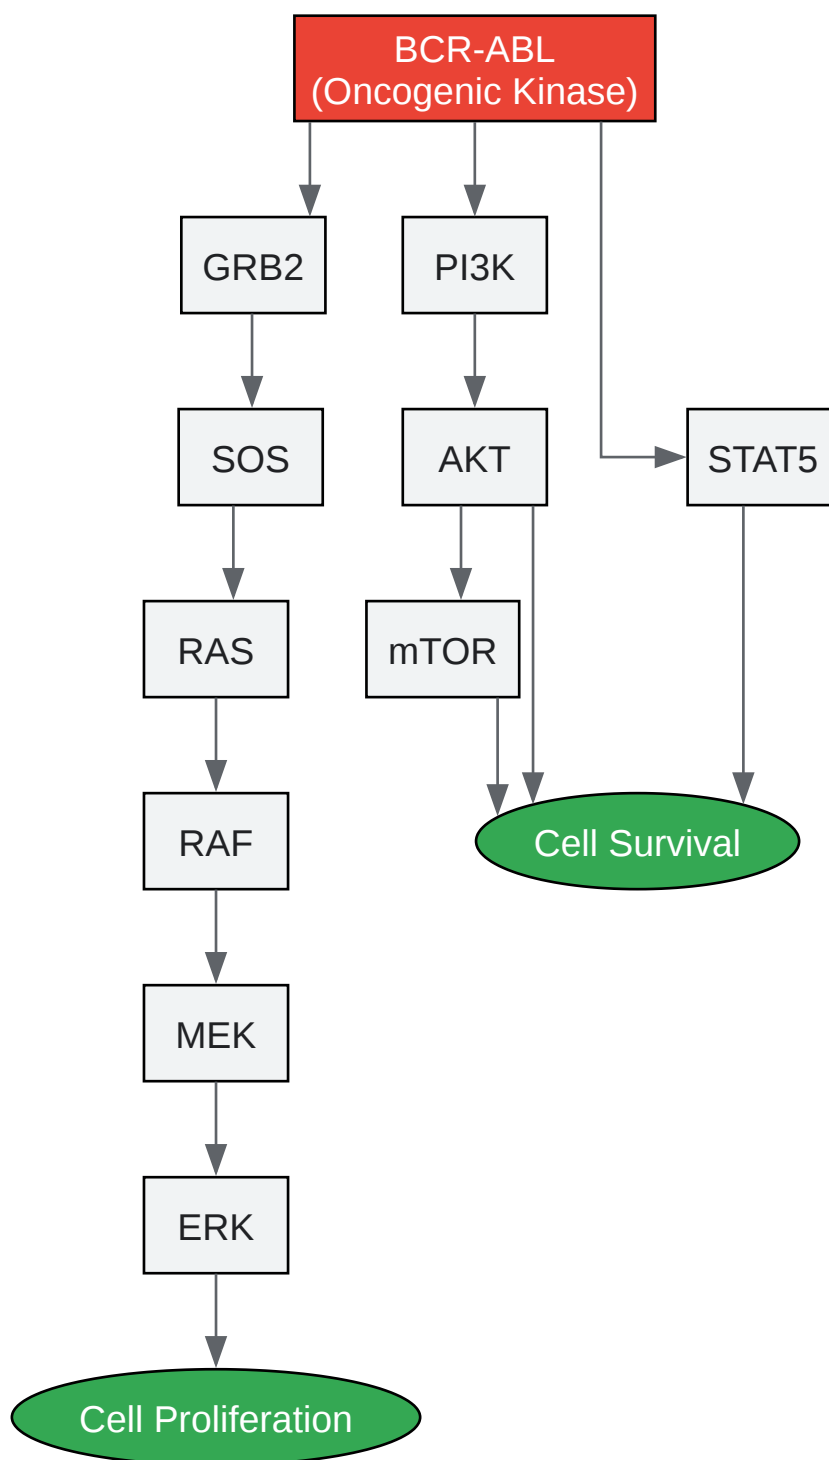 BCR-ABL
(Oncogenic Kinase)
GRB2
PI3K
SOS
AKT
STAT5
RAS
mTOR
RAF
Cell Survival
MEK
ERK
Cell Proliferation